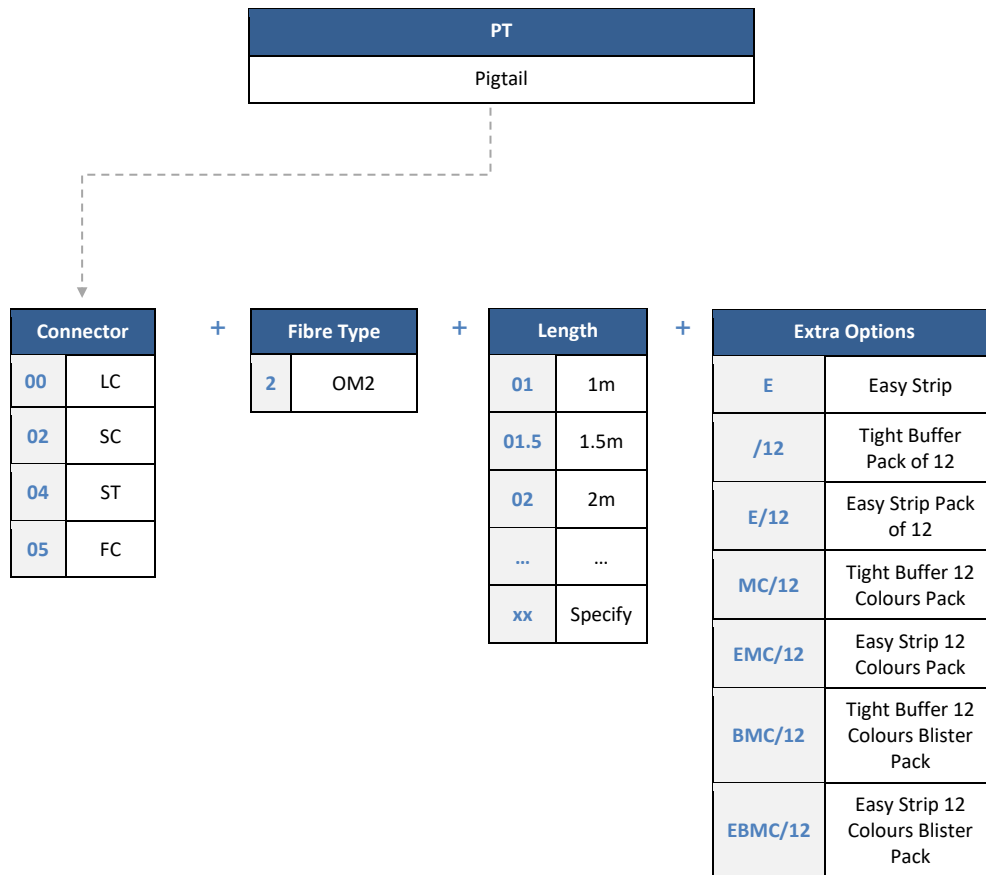 PT
Pigtail
Connector
00 LC
02 SC
04 ST
05 FC
+
Fibre Type
2 OM2
+
Length
01 1m
01.5 1.5m
02 2m
... ...
xx Specify
+
Extra Options
E Easy Strip
/12 Tight Buffer
Pack of 12
E/12 Easy Strip Pack
of 12
MC/12 Tight Buffer 12
Colours Pack
EMC/12 Easy Strip 12
Colours Pack
BMC/12 Tight Buffer 12
Colours Blister
Pack
EBMC/12 Easy Strip 12
Colours Blister
Pack